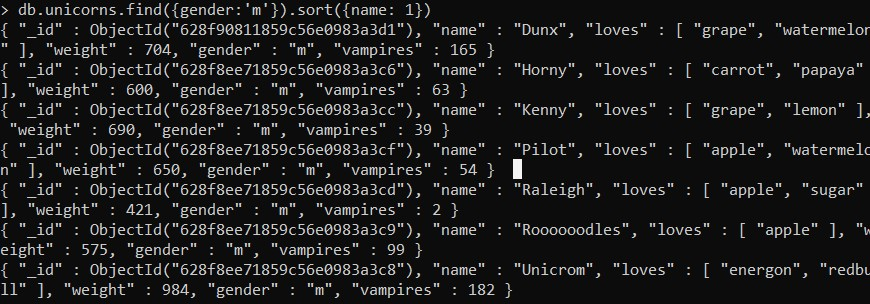 > db.unicorns.find({gender:'m'}).sort({name: 1})
{ "_id" : ObjectId("628f90811859c56e0983a3d1"), "name" : "Dunx", "loves" : [ "grape", "watermelon
" ], "weight" : 704, "gender" : "m", "vampires" : 165 }
{ "_id" : ObjectId("628f8ee71859c56e0983a3c6"), "name" : "Horny", "loves" : [ "carrot", "papaya"
], "weight" : 600, "gender" : "m", "vampires" : 63 }
{ "_id" : ObjectId("628f8ee71859c56e0983a3cc"), "name" : "Kenny", "loves" : [ "grape", "lemon" ],
"weight" : 690, "gender" : "m", "vampires" : 39 }
{ "_id" : ObjectId("628f8ee71859c56e0983a3cf"), "name" : "Pilot", "loves" : [ "apple", "watermelo
n" ], "weight" : 650, "gender" : "m", "vampires" : 54 }
{ "_id" : ObjectId("628f8ee71859c56e0983a3cd"), "name" : "Raleigh", "loves" : [ "apple", "sugar"
], "weight" : 421, "gender" : "m", "vampires" : 2 }
{ "_id" : ObjectId("628f8ee71859c56e0983a3c9"), "name" : "Roooooodles", "loves" : [ "apple" ], "w
eight" : 575, "gender" : "m", "vampires" : 99 }
{ "_id" : ObjectId("628f8ee71859c56e0983a3c8"), "name" : "Unicrom", "loves" : [ "energon", "redbu
ll" ], "weight" : 984, "gender" : "m", "vampires" : 182 }